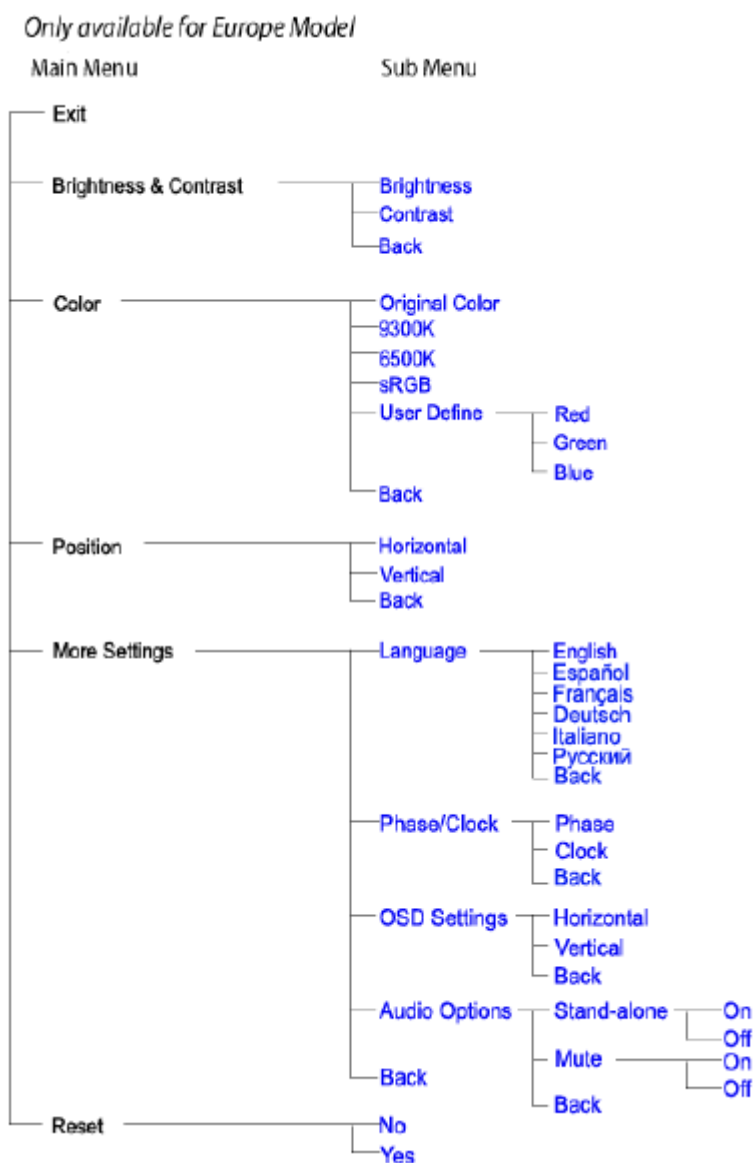 Only available for Europe Model
Main Menu Sub Menu
Exit
Brightness & Contrast Brightness
Contrast
Back
Color Original Color
9300K
6500K
sRGB
User Define Red
Green
Blue
Back
Position Horizontal
Vertical
Back
More Settings Language English
Español
Français
Deutsch
Italiano
Русский
Back
Phase/Clock Phase
Clock
Back
OSD Settings Horizontal
Vertical
Back
Audio Options Stand-alone On
Off
Mute On
Off
Back
Back
Reset No
Yes